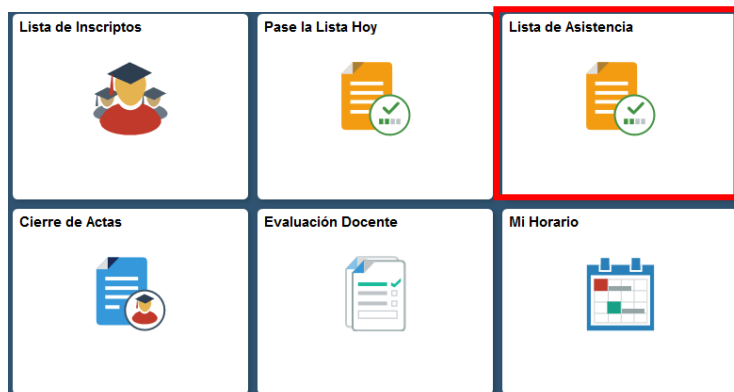 Lista de Inscriptos
Pase la Lista Hoy
Lista de Asistencia
Cierre de Actas
Evaluación Docente
Mi Horario